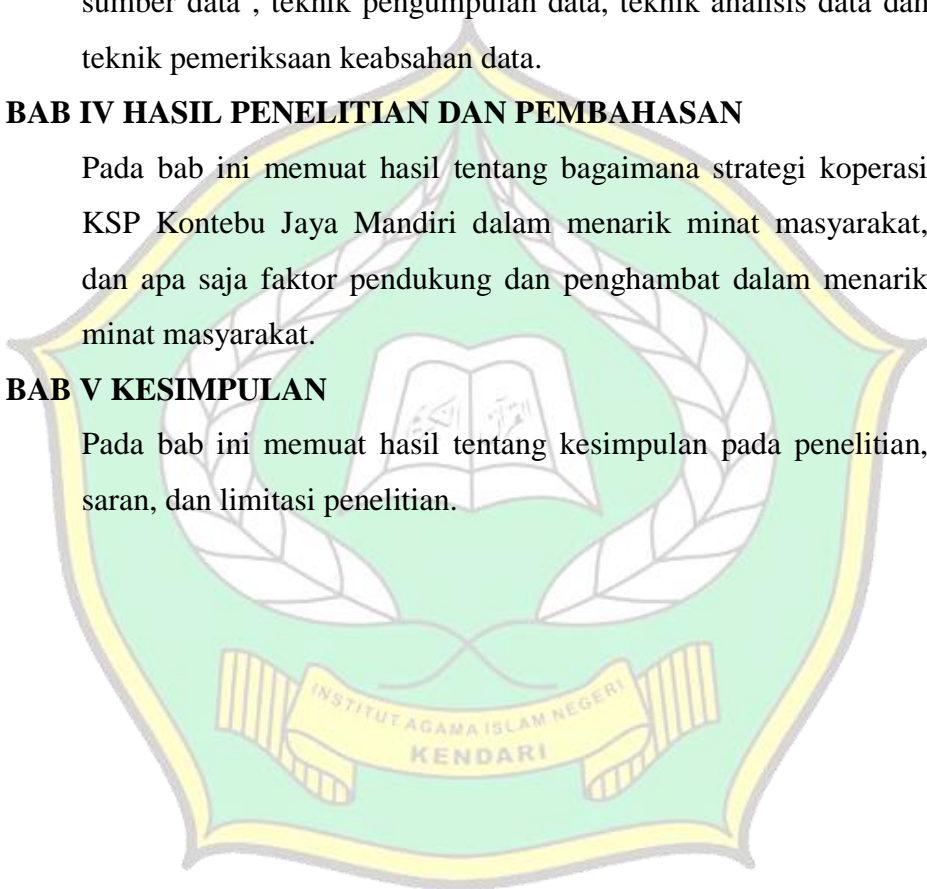 sumber data , teknik pengumpulan data, teknik analisis data dan
teknik pemeriksaan keabsahan data.
BAB IV HASIL PENELITIAN DAN PEMBAHASAN
Pada bab ini memuat hasil tentang bagaimana strategi koperasi
KSP Kontebu Jaya Mandiri dalam menarik minat masyarakat,
dan apa saja faktor pendukung dan penghambat dalam menarik
minat masyarakat.
BAB V KESIMPULAN
Pada bab ini memuat hasil tentang kesimpulan pada penelitian,
saran, dan limitasi penelitian.
INSTITUT AGAMA ISLAM NEGERI
KENDARI